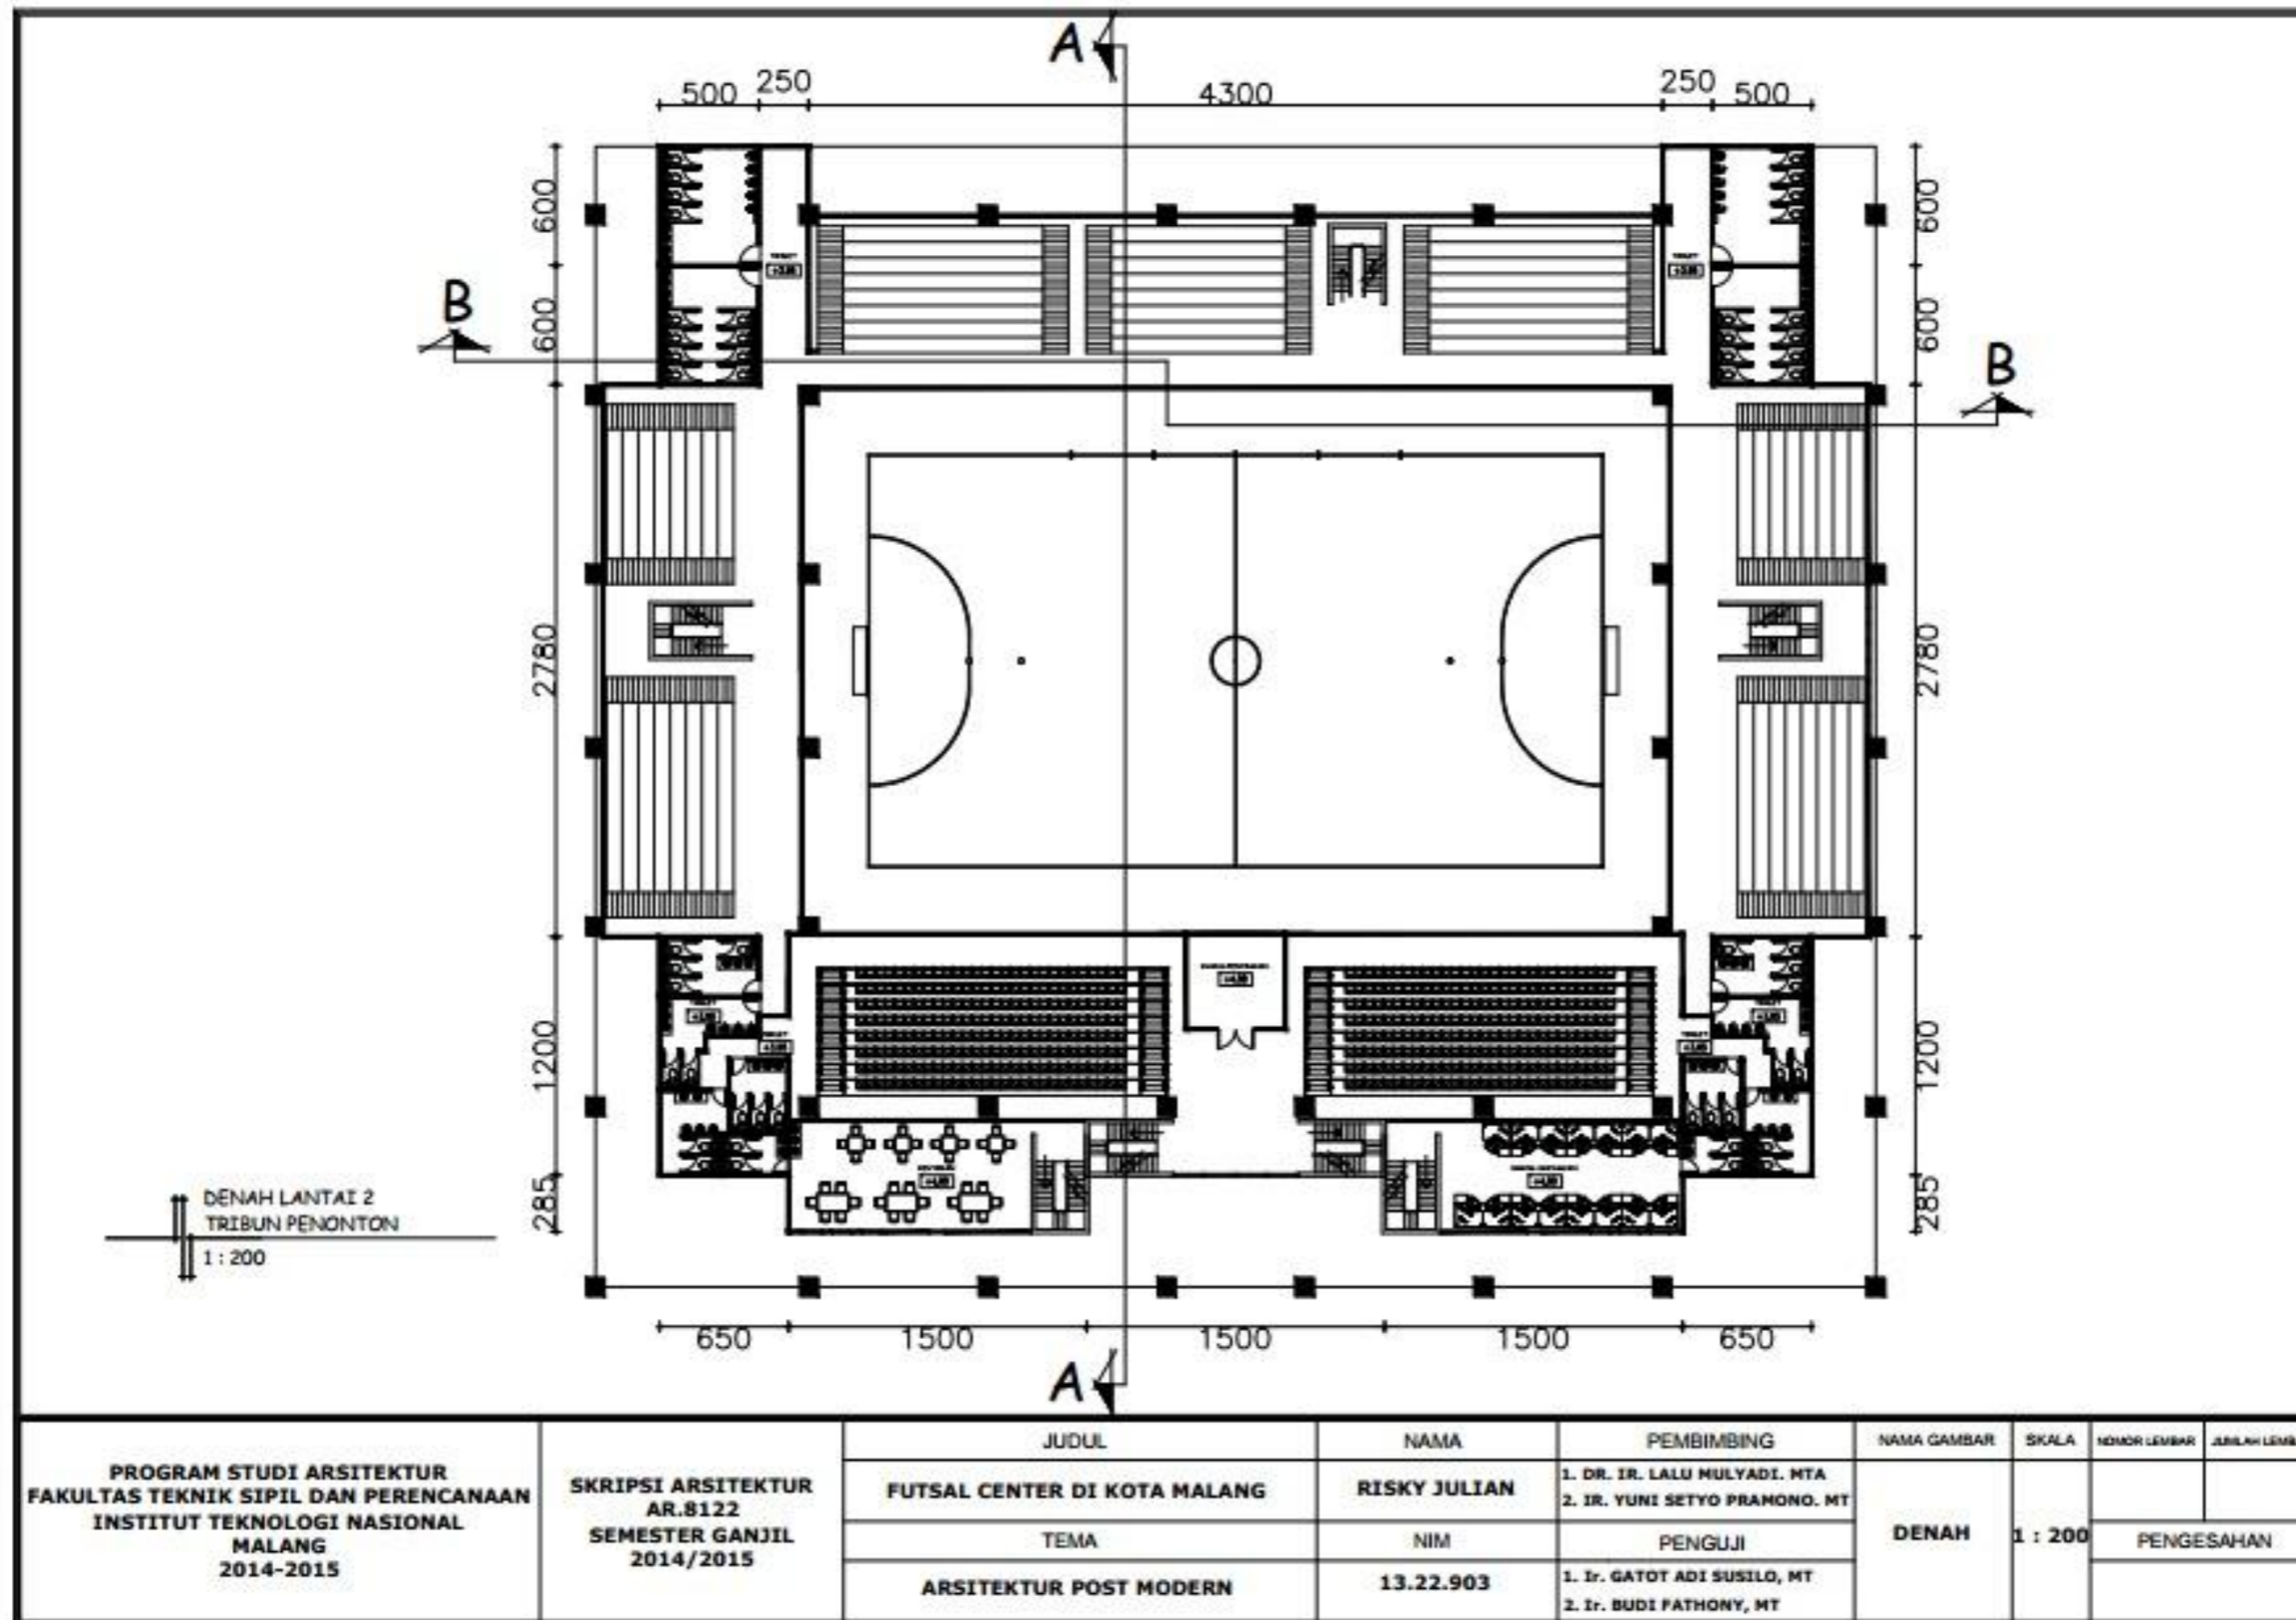 A
500 250 4300 250 500
600 600
600 600
B
B
2780 2780
1200 1200
285 285
DENAH LANTAI 2
TRIBUN PENONTON
1 : 200
650 1500 1500 1500 650
A
PROGRAM STUDI ARSITEKTUR
FAKULTAS TEKNIK SIPIL DAN PERENCANAAN
INSTITUT TEKNOLOGI NASIONAL
MALANG
2014-2015
SKRIPSI ARSITEKTUR
AR.8122
SEMESTER GANJIL
2014/2015
JUDUL
FUTSAL CENTER DI KOTA MALANG
TEMA
ARSITEKTUR POST MODERN
NAMA
RISKY JULIAN
NIM
13.22.903
PEMBIMBING
1. DR. IR. LALU MULYADI. MTA
2. IR. YUNI SETYO PRAMONO. MT
PENGUJI
1. Ir. GATOT ADI SUSILO, MT
2. Ir. BUDI FATHONY, MT
NAMA GAMBAR
DENAH
SKALA
1 : 200
NOMOR LEMBAR
JUMLAH LEMB
PENGESAHAN